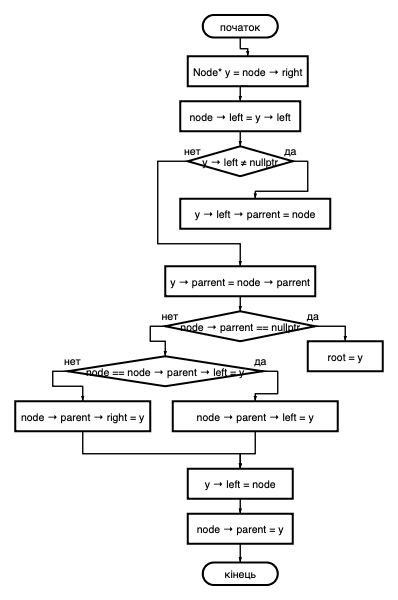 початок
Node* y = node → right
node → left = y → left
нет
да
y → left ≠ nullptr
y → left → parrent = node
y → parrent = node → parrent
нет
да
node → parent == nullptr
root = y
нет
да
node == node → parent → left = y
node → parent → right = y
node → parent → left = y
y → left = node
node → parent = y
кінець